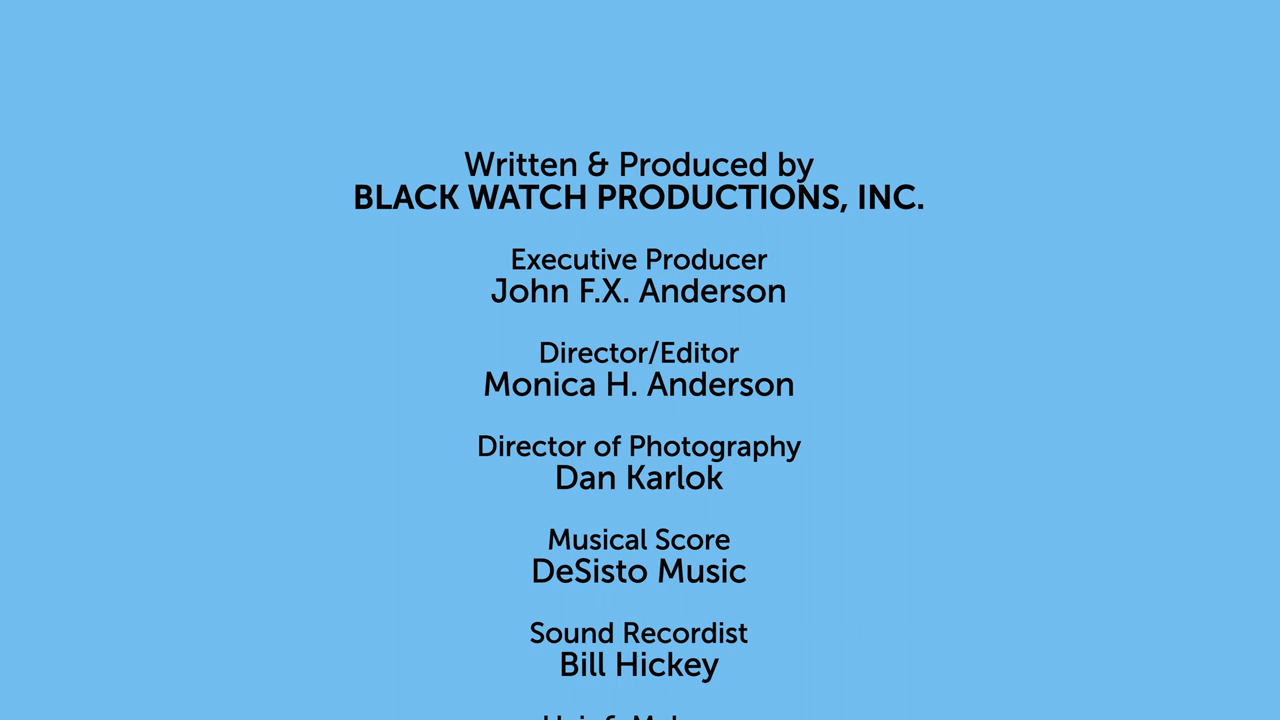 Written & Produced by
BLACK WATCH PRODUCTIONS, INC.
Executive Producer
John F.X. Anderson
Director/Editor
Monica H. Anderson
Director of Photography
Dan Karlok
Musical Score
DeSisto Music
Sound Recordist
Bill Hickey